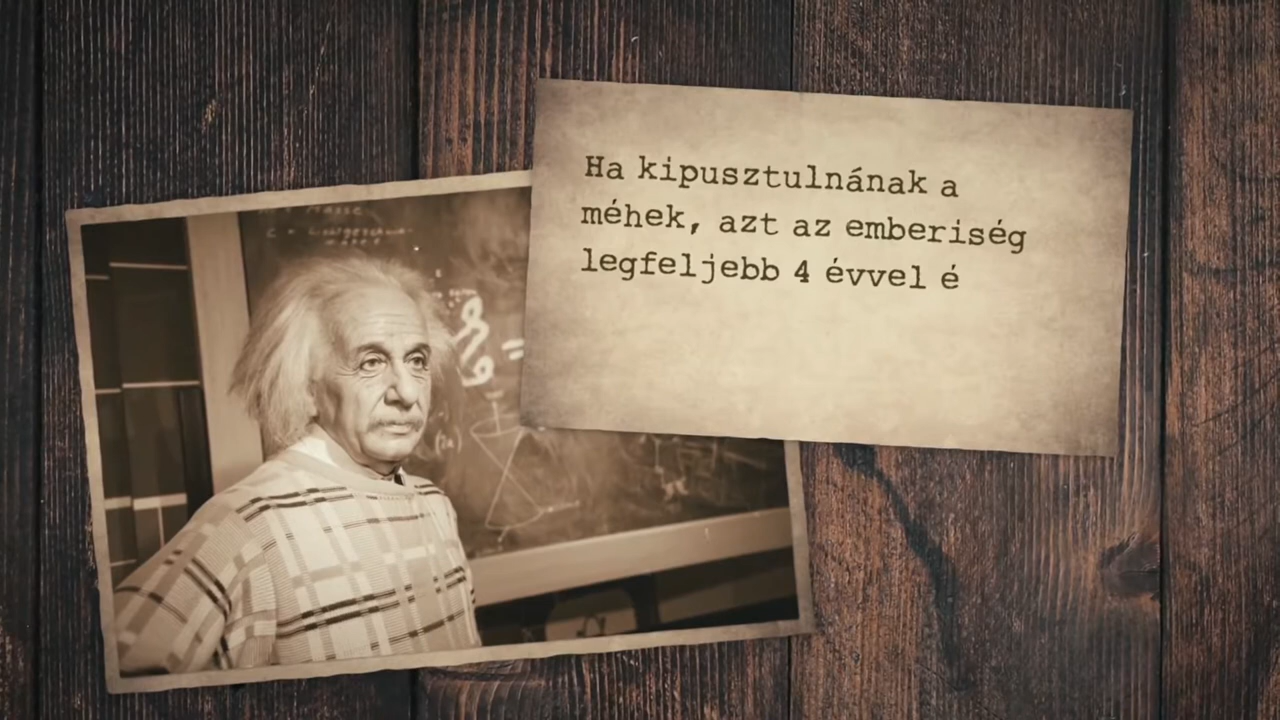 Ha kipusztulnának a
méhek, azt az emberiség
legfeljebb 4 évvel é